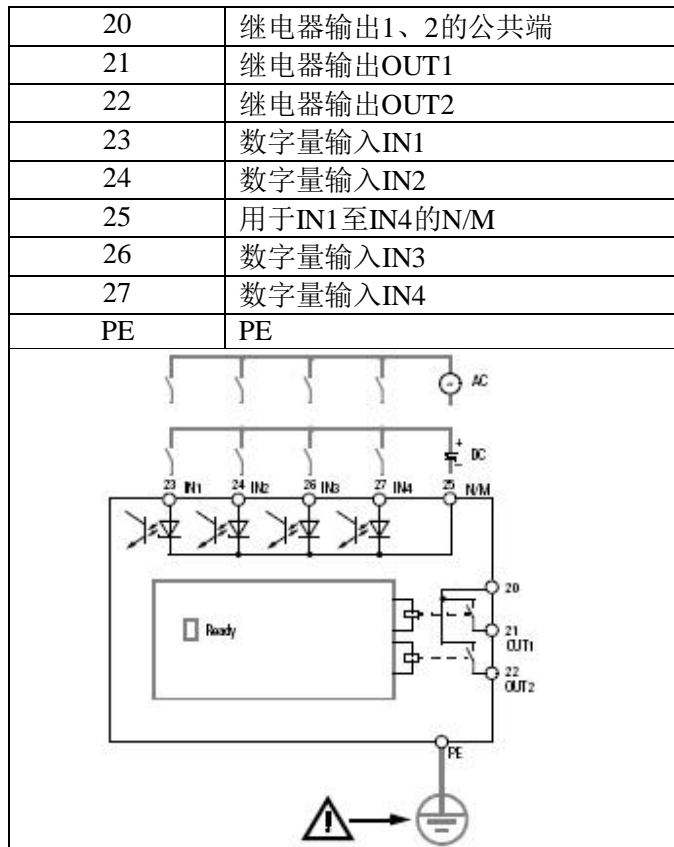 20 继电器输出1、2的公共端
21 继电器输出OUT1
22 继电器输出OUT2
23 数字量输入IN1
24 数字量输入IN2
25 用于IN1至IN4的N/M
26 数字量输入IN3
27 数字量输入IN4
PE PE
AC
+ DC
-
23 IN1 24 IN2 26 IN3 27 IN4 25 N/M
20
Ready
21
OUT1
22
OUT2
PE